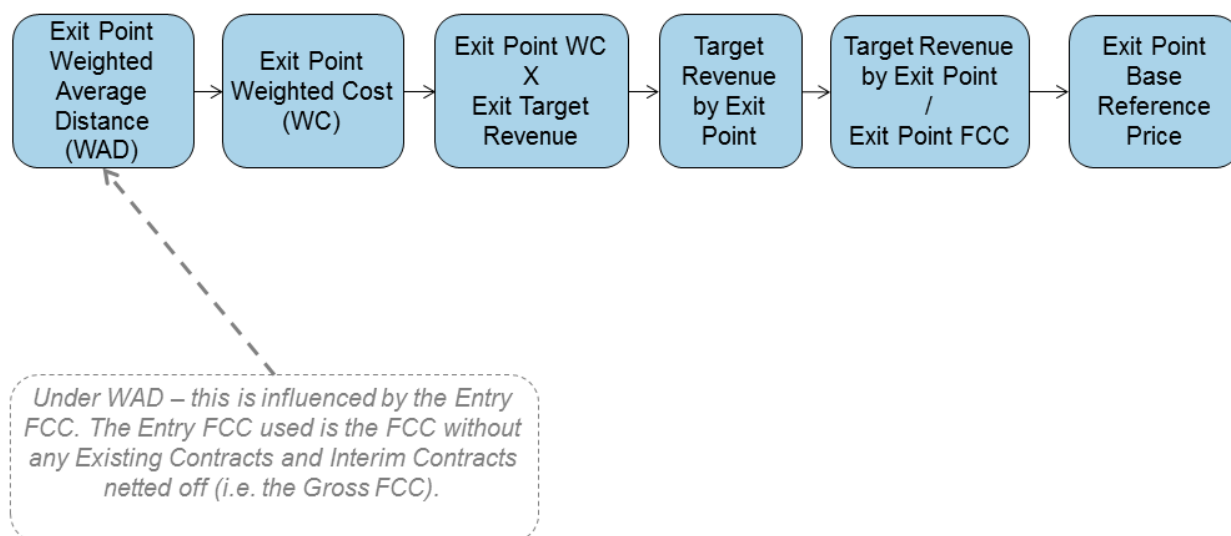 Exit Point
Weighted
Average
Distance
(WAD)
Exit Point
Weighted Cost
(WC)
Exit Point WC
X
Exit Target
Revenue
Target
Revenue
by Exit
Point
Target Revenue
by Exit Point
/
Exit Point FCC
Exit Point
Base
Reference
Price
Under WAD – this is influenced by the Entry
FCC. The Entry FCC used is the FCC without
any Existing Contracts and Interim Contracts
netted off (i.e. the Gross FCC).